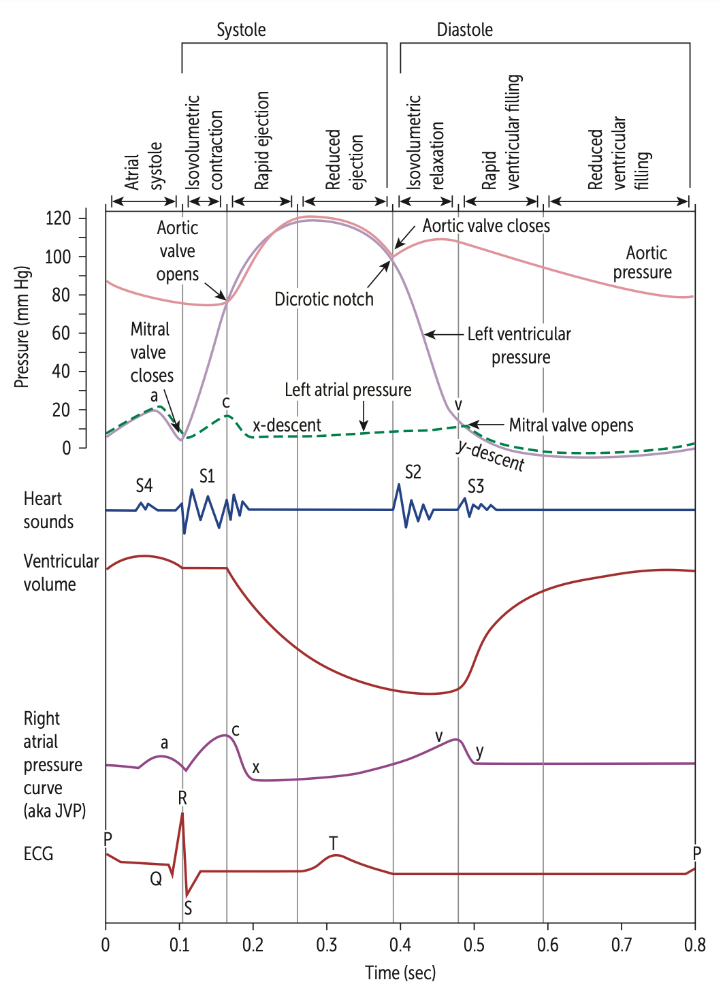 Systole
Diastole
Atrial
systole
Isovolumetric
contraction
Rapid ejection
Reduced
ejection
Isovolumetric
relaxation
Rapid
ventricular filling
Reduced
ventricular
filling
Pressure (mm Hg)
120
100
80
60
40
20
0
Aortic
valve
opens
Aortic valve closes
Aortic
pressure
Dicrotic notch
Mitral
valve
closes
Left ventricular
pressure
a
c
Left atrial pressure
v
x-descent
Mitral valve opens
y-descent
Heart
sounds
S4
S1
S2
S3
Ventricular
volume
Right
atrial
pressure
curve
(aka JVP)
a
c
x
v
y
ECG
P
Q
R
S
T
P
0
0.1
0.2
0.3
0.4
0.5
0.6
0.7
0.8
Time (sec)